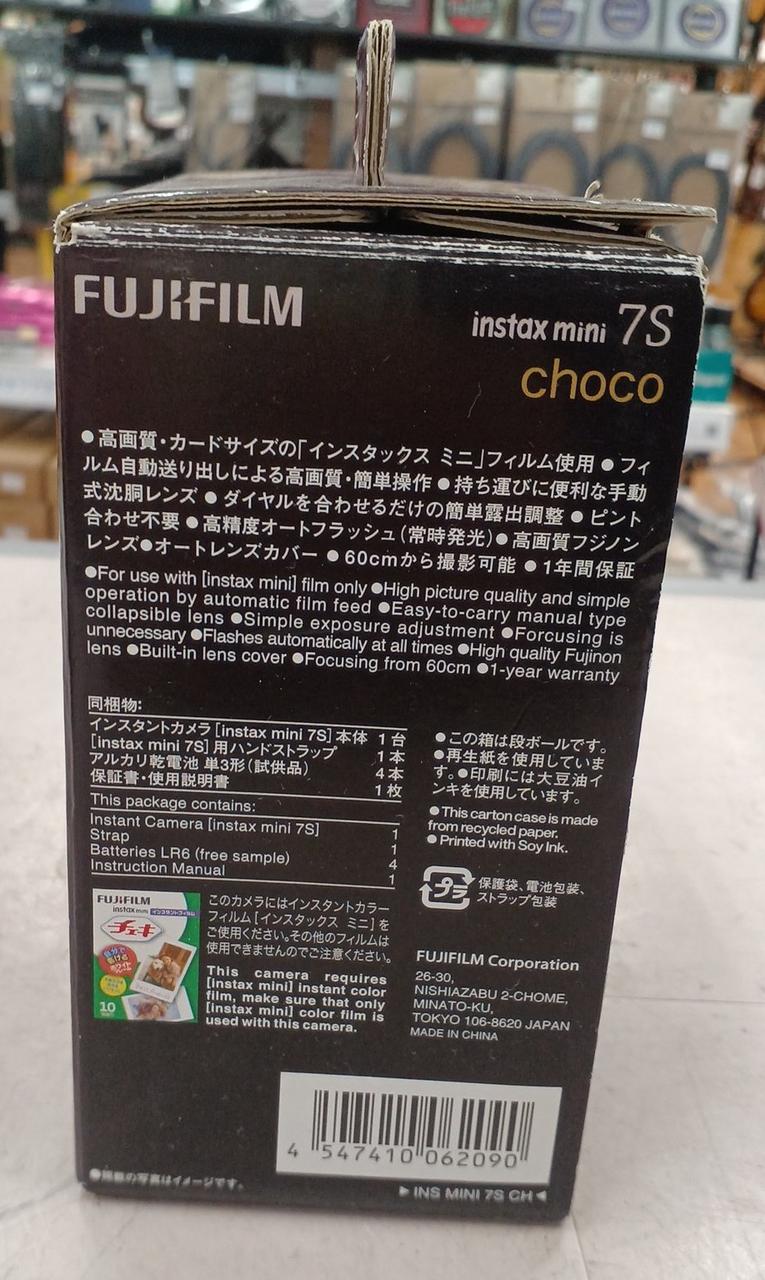 FUJIFILM
instax mini 7S
choco
●高画質・カードサイズの「インスタックス ミニ」フィルム使用 ●フィ
ルム自動送り出しによる高画質・簡単操作 ●持ち運びに便利な手動
式沈胴レンズ ●ダイヤルを合わせるだけの簡単露出調整 ●ピント
合わせ不要 ●高精度オートフラッシュ(常時発光)●高画質フジノン
レンズ●オートレンズカバー ●60cmから撮影可能 ●1年間保証
●For use with [instax mini] film only ●High picture quality and simple
operation by automatic film feed ●Easy-to-carry manual type
collapsible lens ●Simple exposure adjustment ●Forcusing is
unnecessary ●Flashes automatically at all times ●High quality Fujinon
lens ●Built-in lens cover ●Focusing from 60cm ●1-year warranty
同梱物:
インスタントカメラ [instax mini 7S] 本体 1台
[instax mini 7S] 用ハンドストラップ 1本
アルカリ乾電池 単3形(試供品) 4本
保証書・使用説明書 1枚
This package contains:
Instant Camera [instax mini 7S] 1
Strap 1
Batteries LR6 (free sample) 4
Instruction Manual 1
●この箱は段ボールです。
●再生紙を使用していま
す。●印刷には大豆油イ
ンキを使用しています。
●This carton case is made
from recycled paper.
●Printed with Soy Ink.
プラ
保護袋、電池包装、
ストラップ包装
FUJIFILM
instax mini インスタントフィルム
チェキ
10
このカメラにはインスタントカラー
フィルム [インスタックス ミニ] を
ご使用ください。その他のフィルムは
使用できませんのでご注意ください。
This camera requires
[instax mini] instant color
film, make sure that only
[instax mini] color film is
used with this camera.
FUJIFILM Corporation
26-30,
NISHIAZABU 2-CHOME,
MINATO-KU,
TOKYO 106-8620 JAPAN
MADE IN CHINA
4 547410 062090
●掲載の写真はイメージです。
▶ INS MINI 7S CH ◀